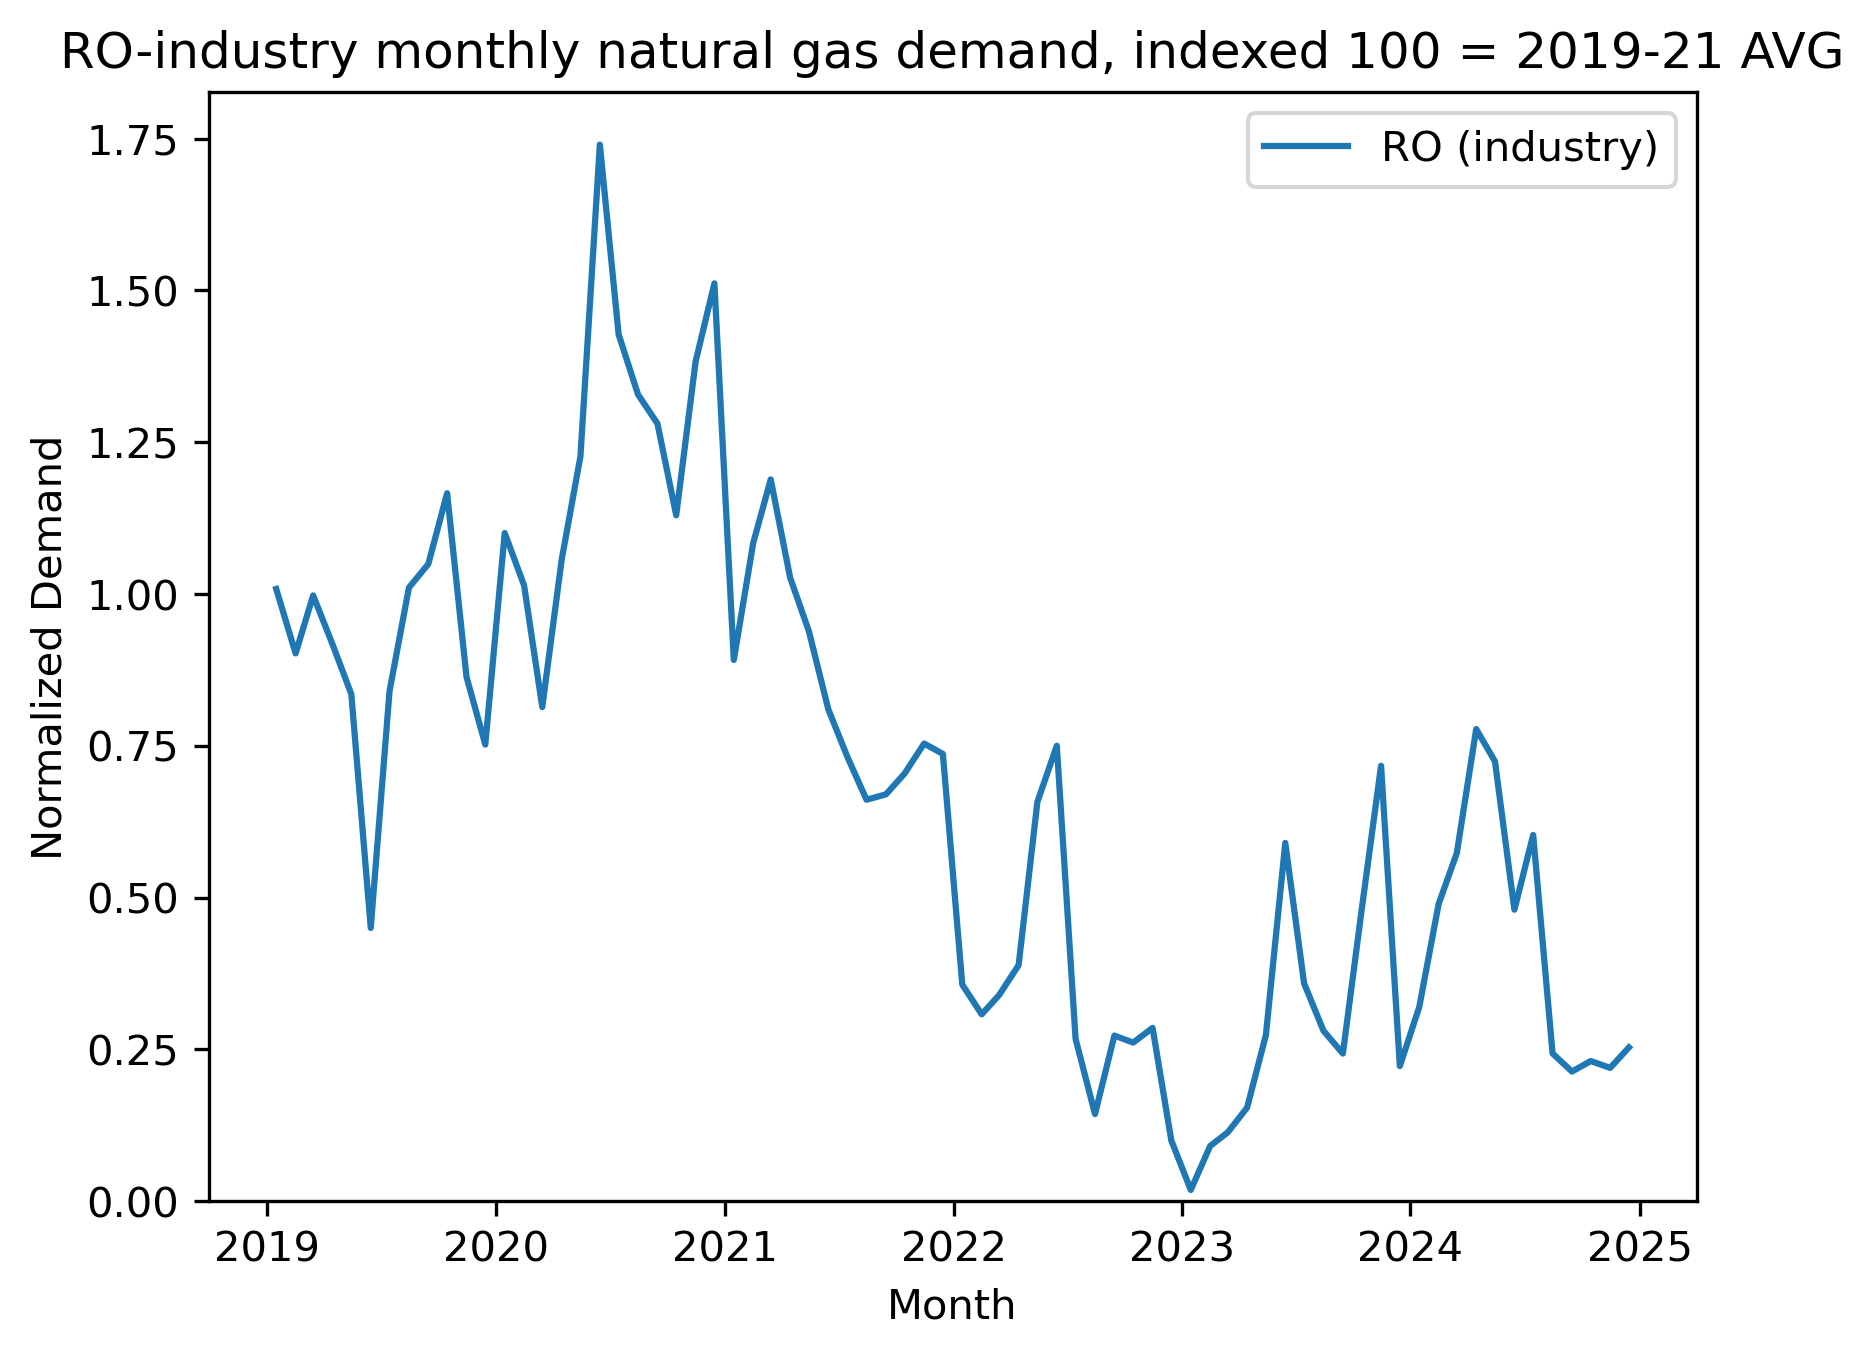 RO-industry monthly natural gas demand, indexed 100 = 2019-21 AVG
RO (industry)
Normalized Demand
1.75
1.50
1.25
1.00
0.75
0.50
0.25
0.00
2019 2020 2021 2022 2023 2024 2025
Month